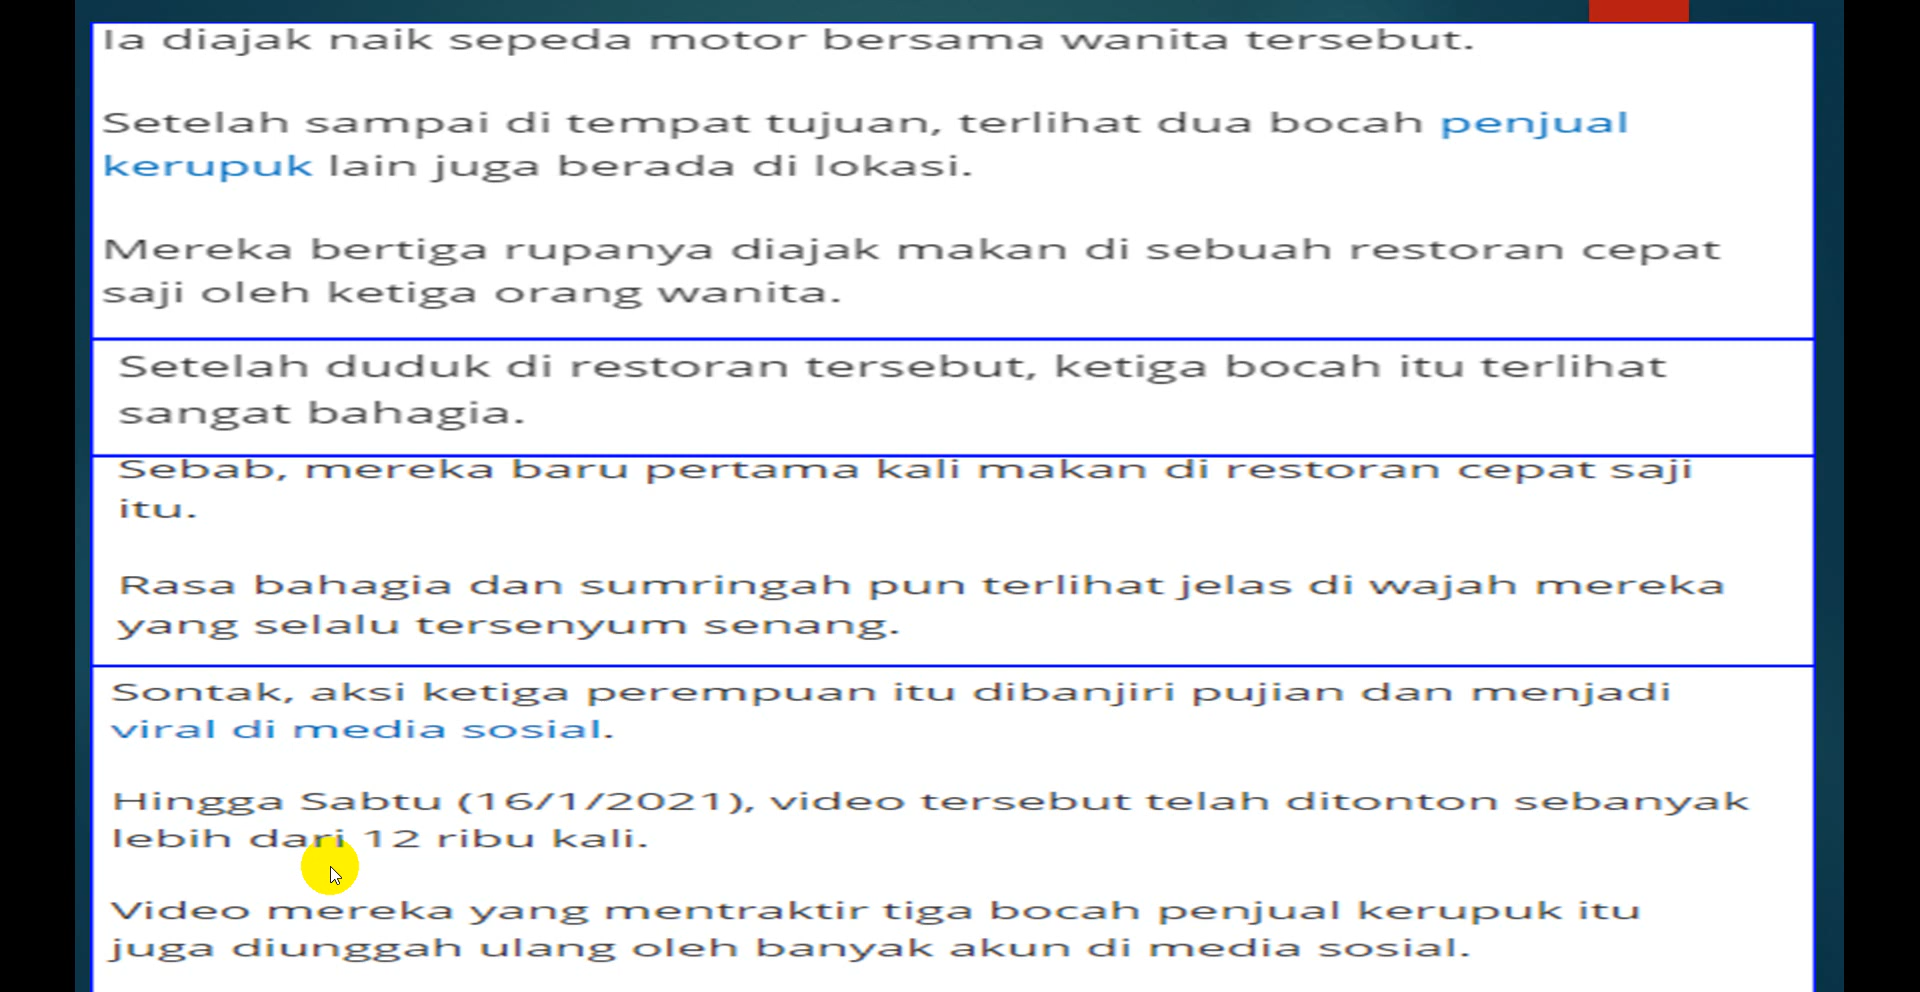 Ia diajak naik sepeda motor bersama wanita tersebut.
Setelah sampai di tempat tujuan, terlihat dua bocah penjual
kerupuk lain juga berada di lokasi.
Mereka bertiga rupanya diajak makan di sebuah restoran cepat
saji oleh ketiga orang wanita.
Setelah duduk di restoran tersebut, ketiga bocah itu terlihat
sangat bahagia.
Sebab, mereka baru pertama kali makan di restoran cepat saji
itu.
Rasa bahagia dan sumringah pun terlihat jelas di wajah mereka
yang selalu tersenyum senang.
Sontak, aksi ketiga perempuan itu dibanjiri pujian dan menjadi
viral di media sosial.
Hingga Sabtu (16/1/2021), video tersebut telah ditonton sebanyak
lebih dari 12 ribu kali.
Video mereka yang mentraktir tiga bocah penjual kerupuk itu
juga diunggah ulang oleh banyak akun di media sosial.